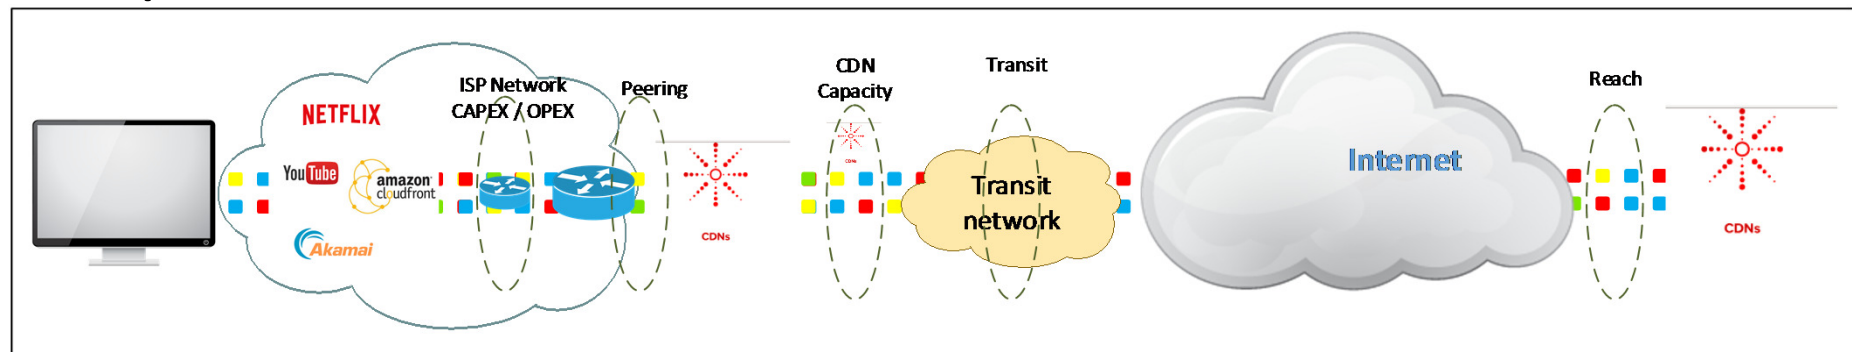 NETFLIX
YouTube
amazon
cloudfront
Akamai
ISP Network
CAPEX / OPEX
Peering
CDNs
CDN
Capacity
CDNs
Transit
Transit
network
Internet
Reach
CDNs